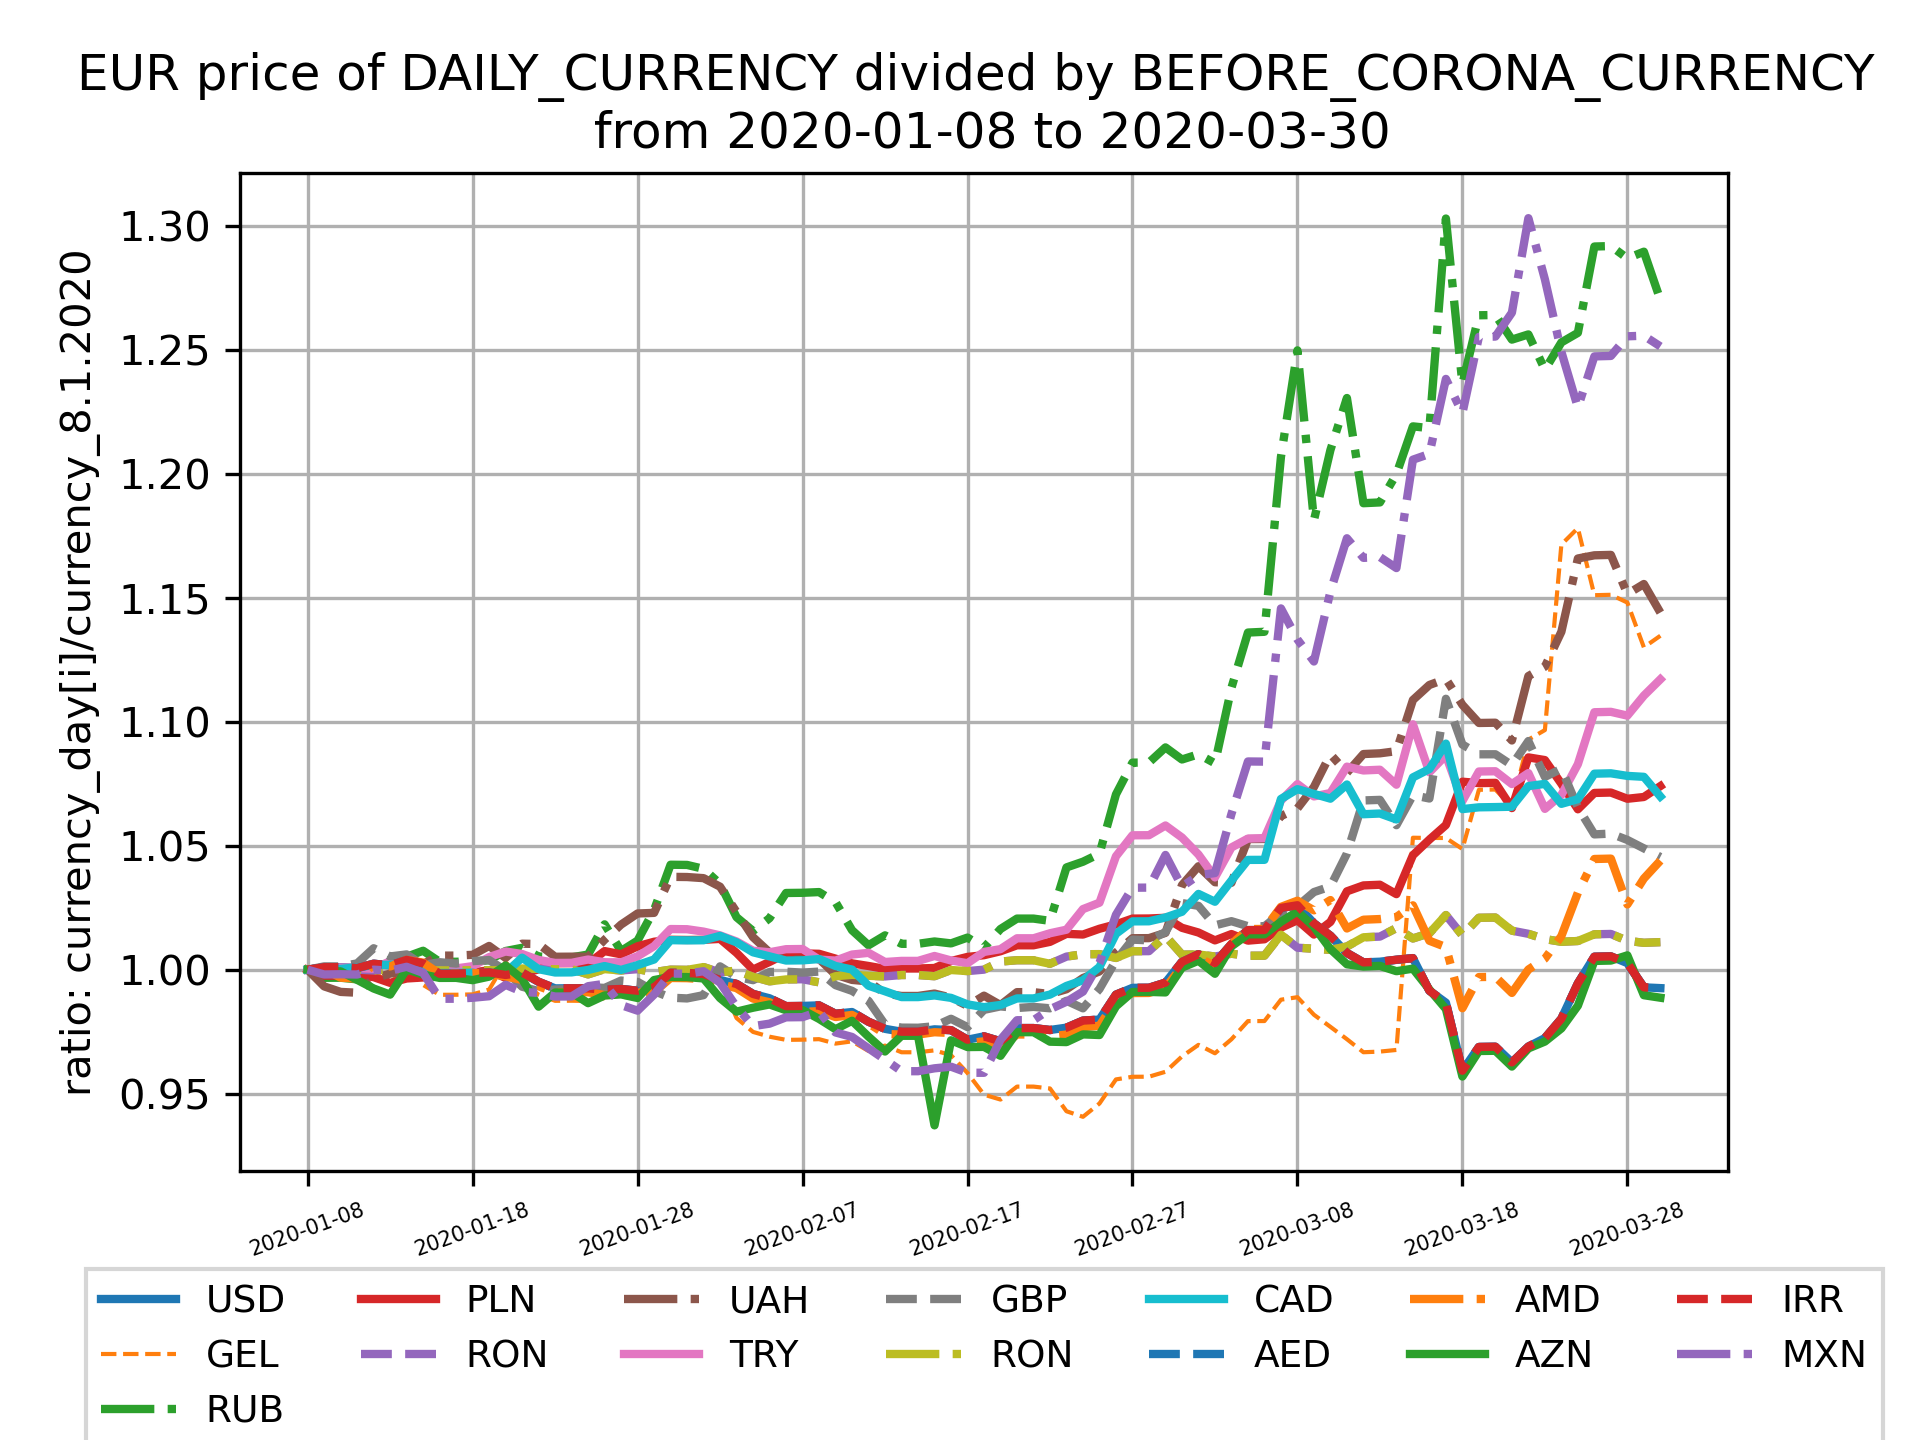 EUR price of DAILY_CURRENCY divided by BEFORE_CORONA_CURRENCY
from 2020-01-08 to 2020-03-30
ratio: currency_day[i]/currency_8.1.2020
1.30
1.25
1.20
1.15
1.10
1.05
1.00
0.95
2020-01-08 2020-01-18 2020-01-28 2020-02-07 2020-02-17 2020-02-27 2020-03-08 2020-03-18 2020-03-28
USD PLN UAH GBP CAD AMD IRR
GEL RON TRY RON AED AZN MXN
RUB